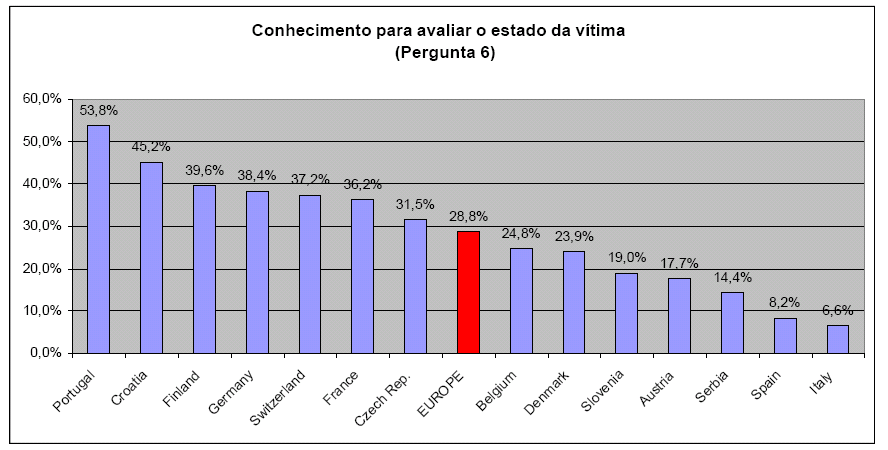 Conhecimento para avaliar o estado da vítima
(Pergunta 6)
60,0%
50,0%
40,0%
30,0%
20,0%
10,0%
0,0%
53,8%
45,2%
39,6%
38,4%
37,2%
36,2%
31,5%
28,8%
24,8%
23,9%
19,0%
17,7%
14,4%
8,2%
6,6%
Portugal
Croatia
Finland
Germany
Switzerland
France
Czech Rep.
EUROPE
Belgium
Denmark
Slovenia
Austria
Serbia
Spain
Italy